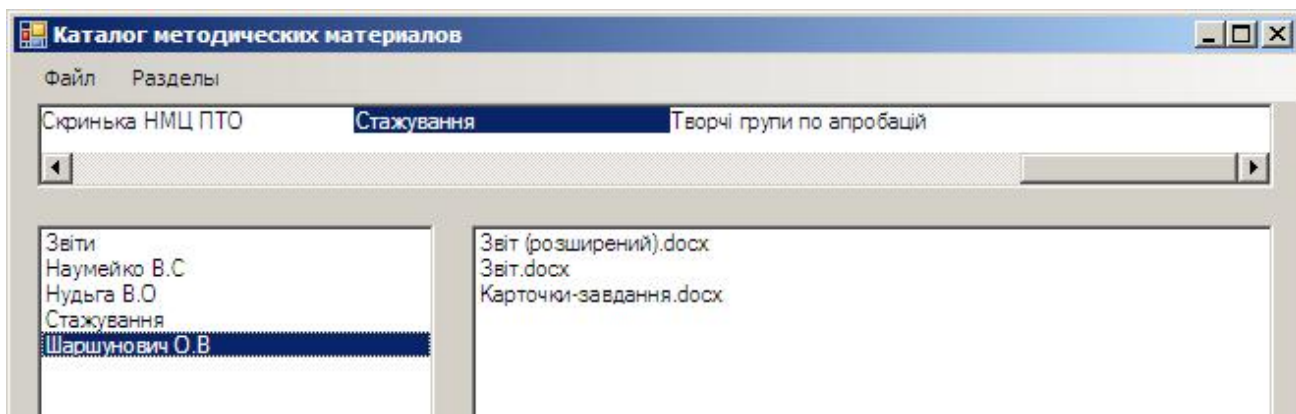 Каталог методических материалов
Файл Разделы
Скринька НМЦ ПТО Стажування Творчі групи по апробацій
Звіти
Наумейко В.С
Нудьга В.О
Стажування
Шаршунович О.В
Звіт (розширений).docx
Звіт.docx
Карточки-завдання.docx